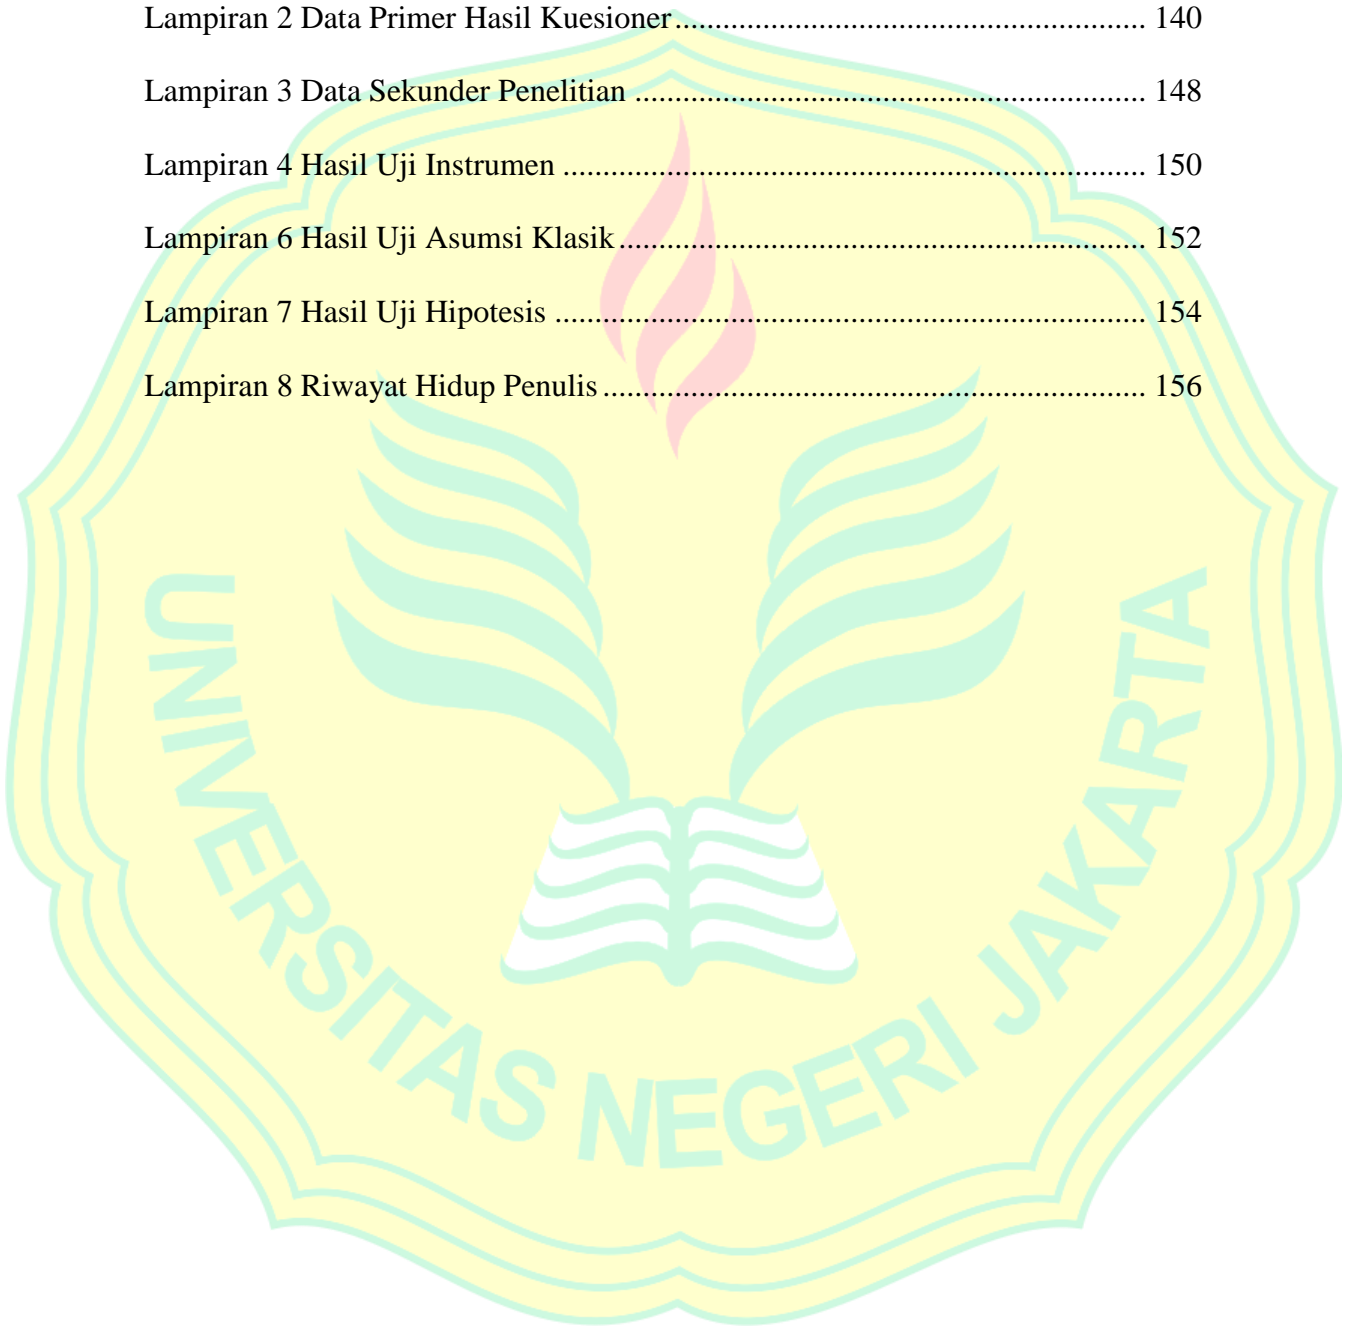 Lampiran 2 Data Primer Hasil Kuesioner............................................................ 140
Lampiran 3 Data Sekunder Penelitian ................................................................. 148
Lampiran 4 Hasil Uji Instrumen .......................................................................... 150
Lampiran 6 Hasil Uji Asumsi Klasik ................................................................... 152
Lampiran 7 Hasil Uji Hipotesis ........................................................................... 154
Lampiran 8 Riwayat Hidup Penulis ..................................................................... 156
UNIVERSITAS NEGERI JAKARTA